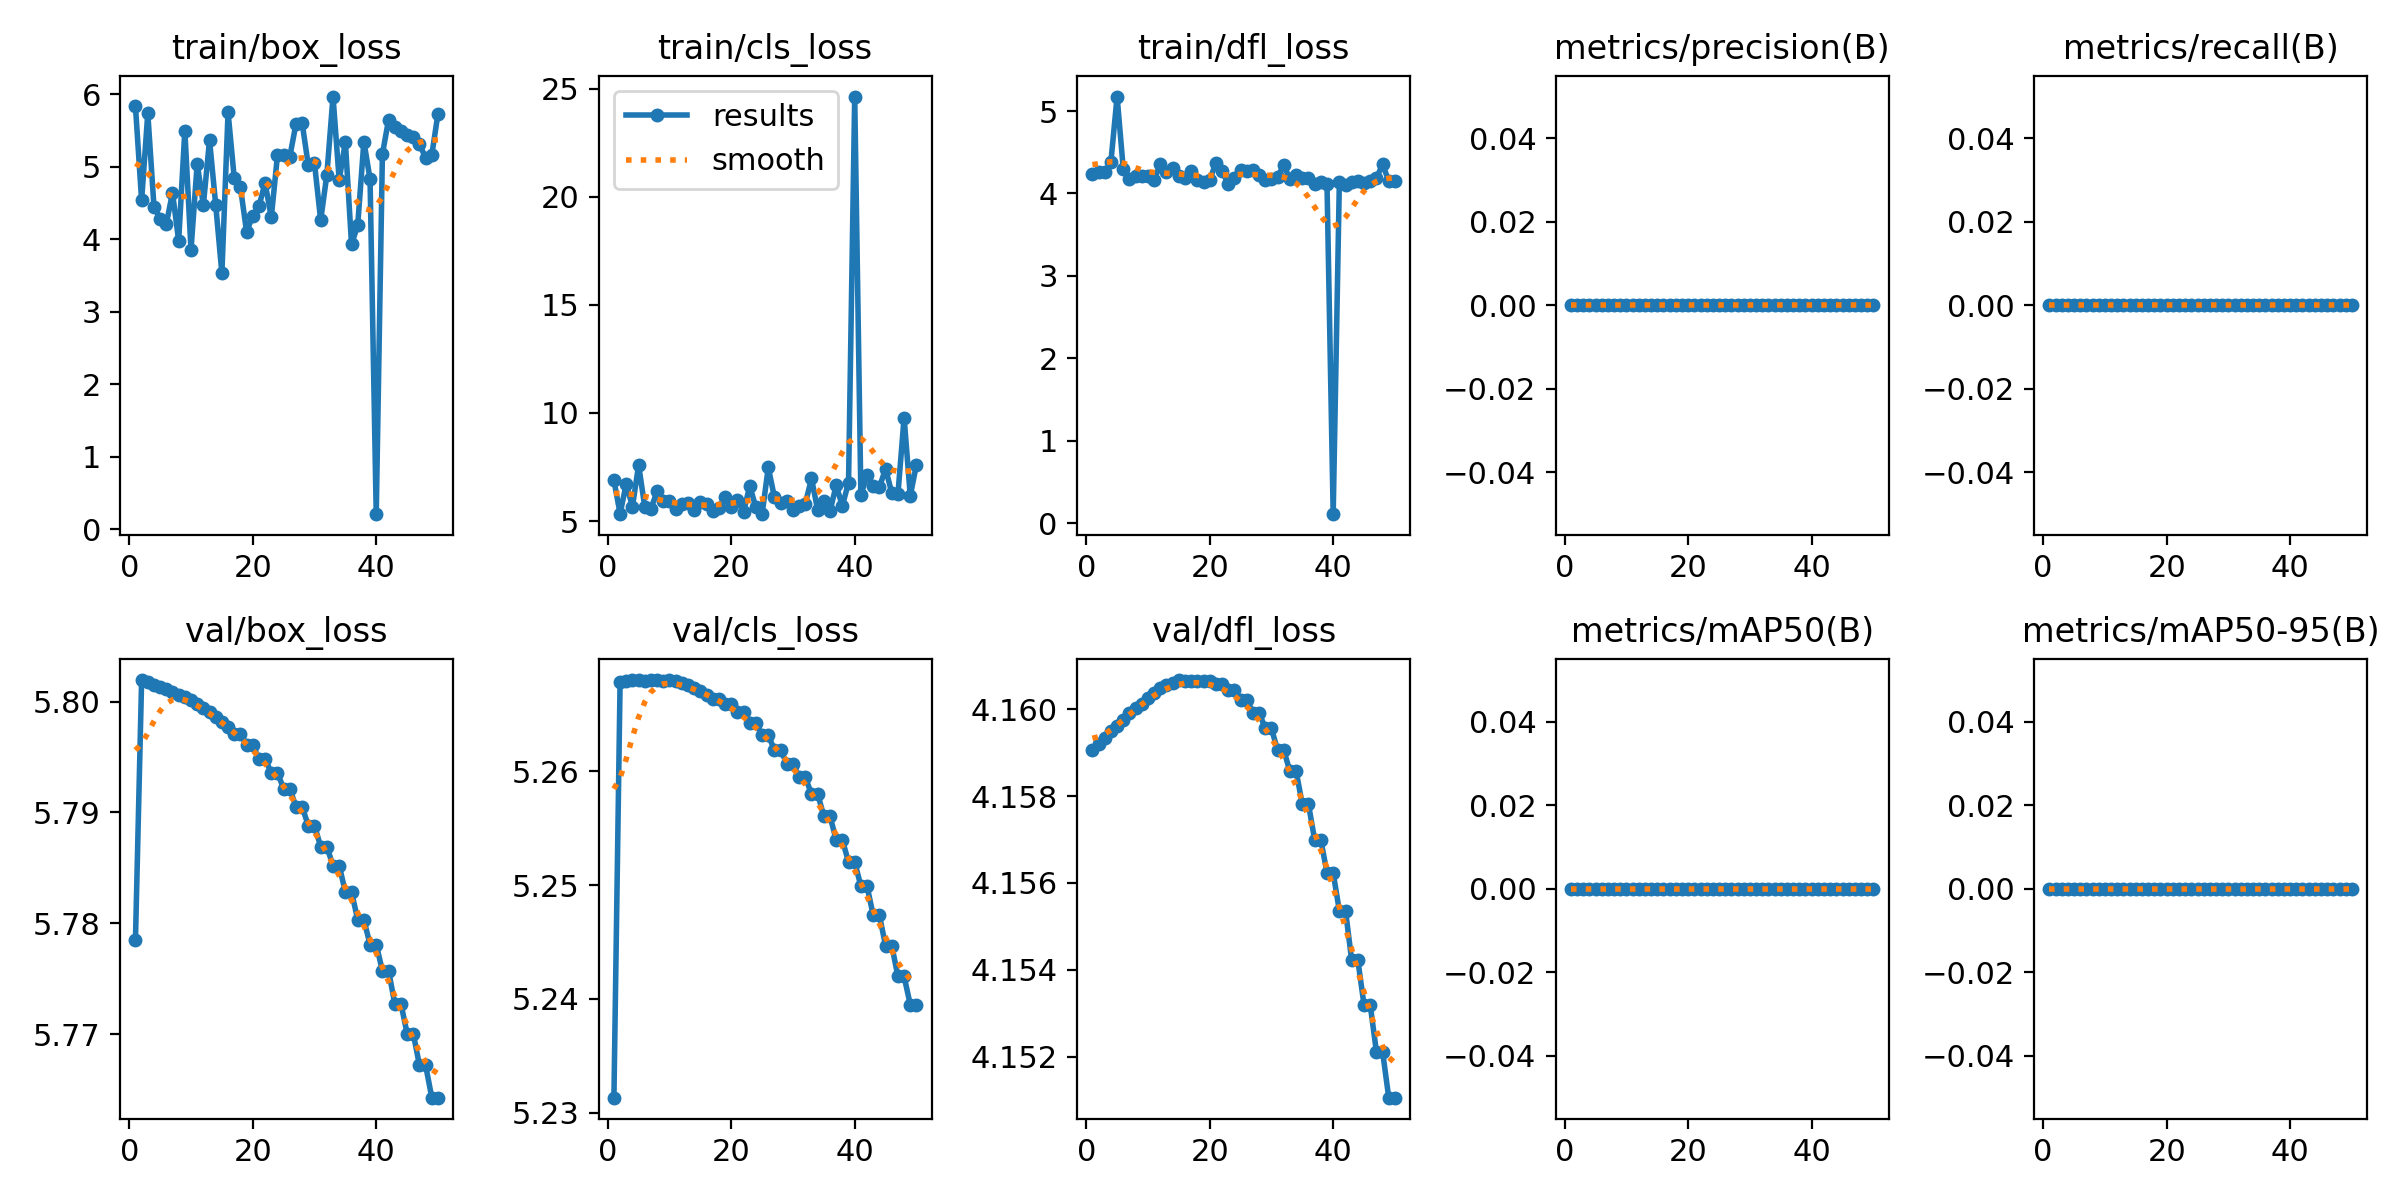 train/box_loss
train/cls_loss
train/dfl_loss
metrics/precision(B)
metrics/recall(B)
6
5
4
3
2
1
0
0 20 40
25
20
15
10
5
0 20 40
results
smooth
5
4
3
2
1
0
0 20 40
0.04
0.02
0.00
−0.02
−0.04
0 20 40
0.04
0.02
0.00
−0.02
−0.04
0 20 40
val/box_loss
val/cls_loss
val/dfl_loss
metrics/mAP50(B)
metrics/mAP50-95(B)
5.80
5.79
5.78
5.77
0 20 40
5.26
5.25
5.24
5.23
0 20 40
4.160
4.158
4.156
4.154
4.152
0 20 40
0.04
0.02
0.00
−0.02
−0.04
0 20 40
0.04
0.02
0.00
−0.02
−0.04
0 20 40